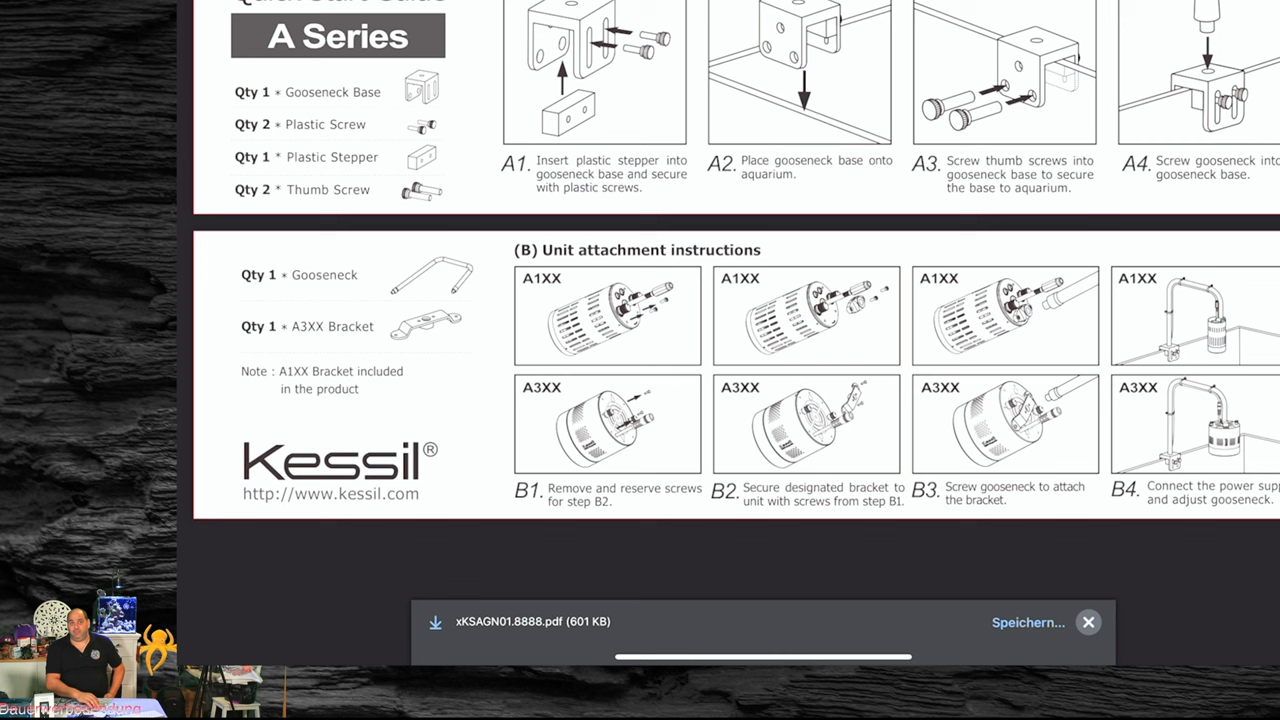 Quick Start Guide
A Series
Qty 1 * Gooseneck Base
Qty 2 * Plastic Screw
Qty 1 * Plastic Stepper
Qty 2 * Thumb Screw
A1. Insert plastic stepper into
gooseneck base and secure
with plastic screws.
A2. Place gooseneck base onto
aquarium.
A3. Screw thumb screws into
gooseneck base to secure
the base to aquarium.
A4. Screw gooseneck into
gooseneck base.
Qty 1 * Gooseneck
Qty 1 * A3XX Bracket
Note : A1XX Bracket included
in the product
Kessil®
http://www.kessil.com
(B) Unit attachment instructions
A1XX
A1XX
A1XX
A1XX
A3XX
A3XX
A3XX
A3XX
B1. Remove and reserve screws
for step B2.
B2. Secure designated bracket to
unit with screws from step B1.
B3. Screw gooseneck to attach
the bracket.
B4. Connect the power supp
and adjust gooseneck.
xKSAGN01.8888.pdf (601 KB)
Speichern...
Dauerwerbesendung